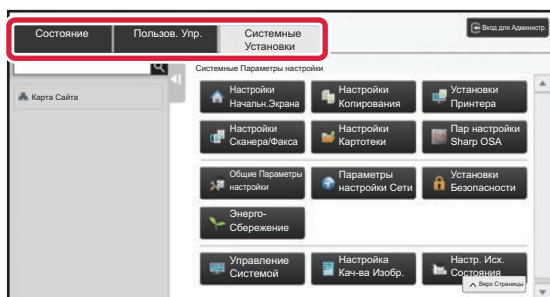 Состояние
Пользов. Упр.
Системные
Установки
Вход для Администр.
Системные Параметры настройки
Карта Сайта
Настройки
Начальн.Экрана
Настройки
Копирования
Установки
Принтера
Настройки
Сканера/Факса
Настройки
Картотеки
Пар настройки
Sharp OSA
Общие Параметры
настройки
Параметры
настройки Сети
Установки
Безопасности
Энерго-
Сбережение
Управление
Системой
Настройка
Кач-ва Изобр.
Настр. Исх.
Состояния
Верх Страницы